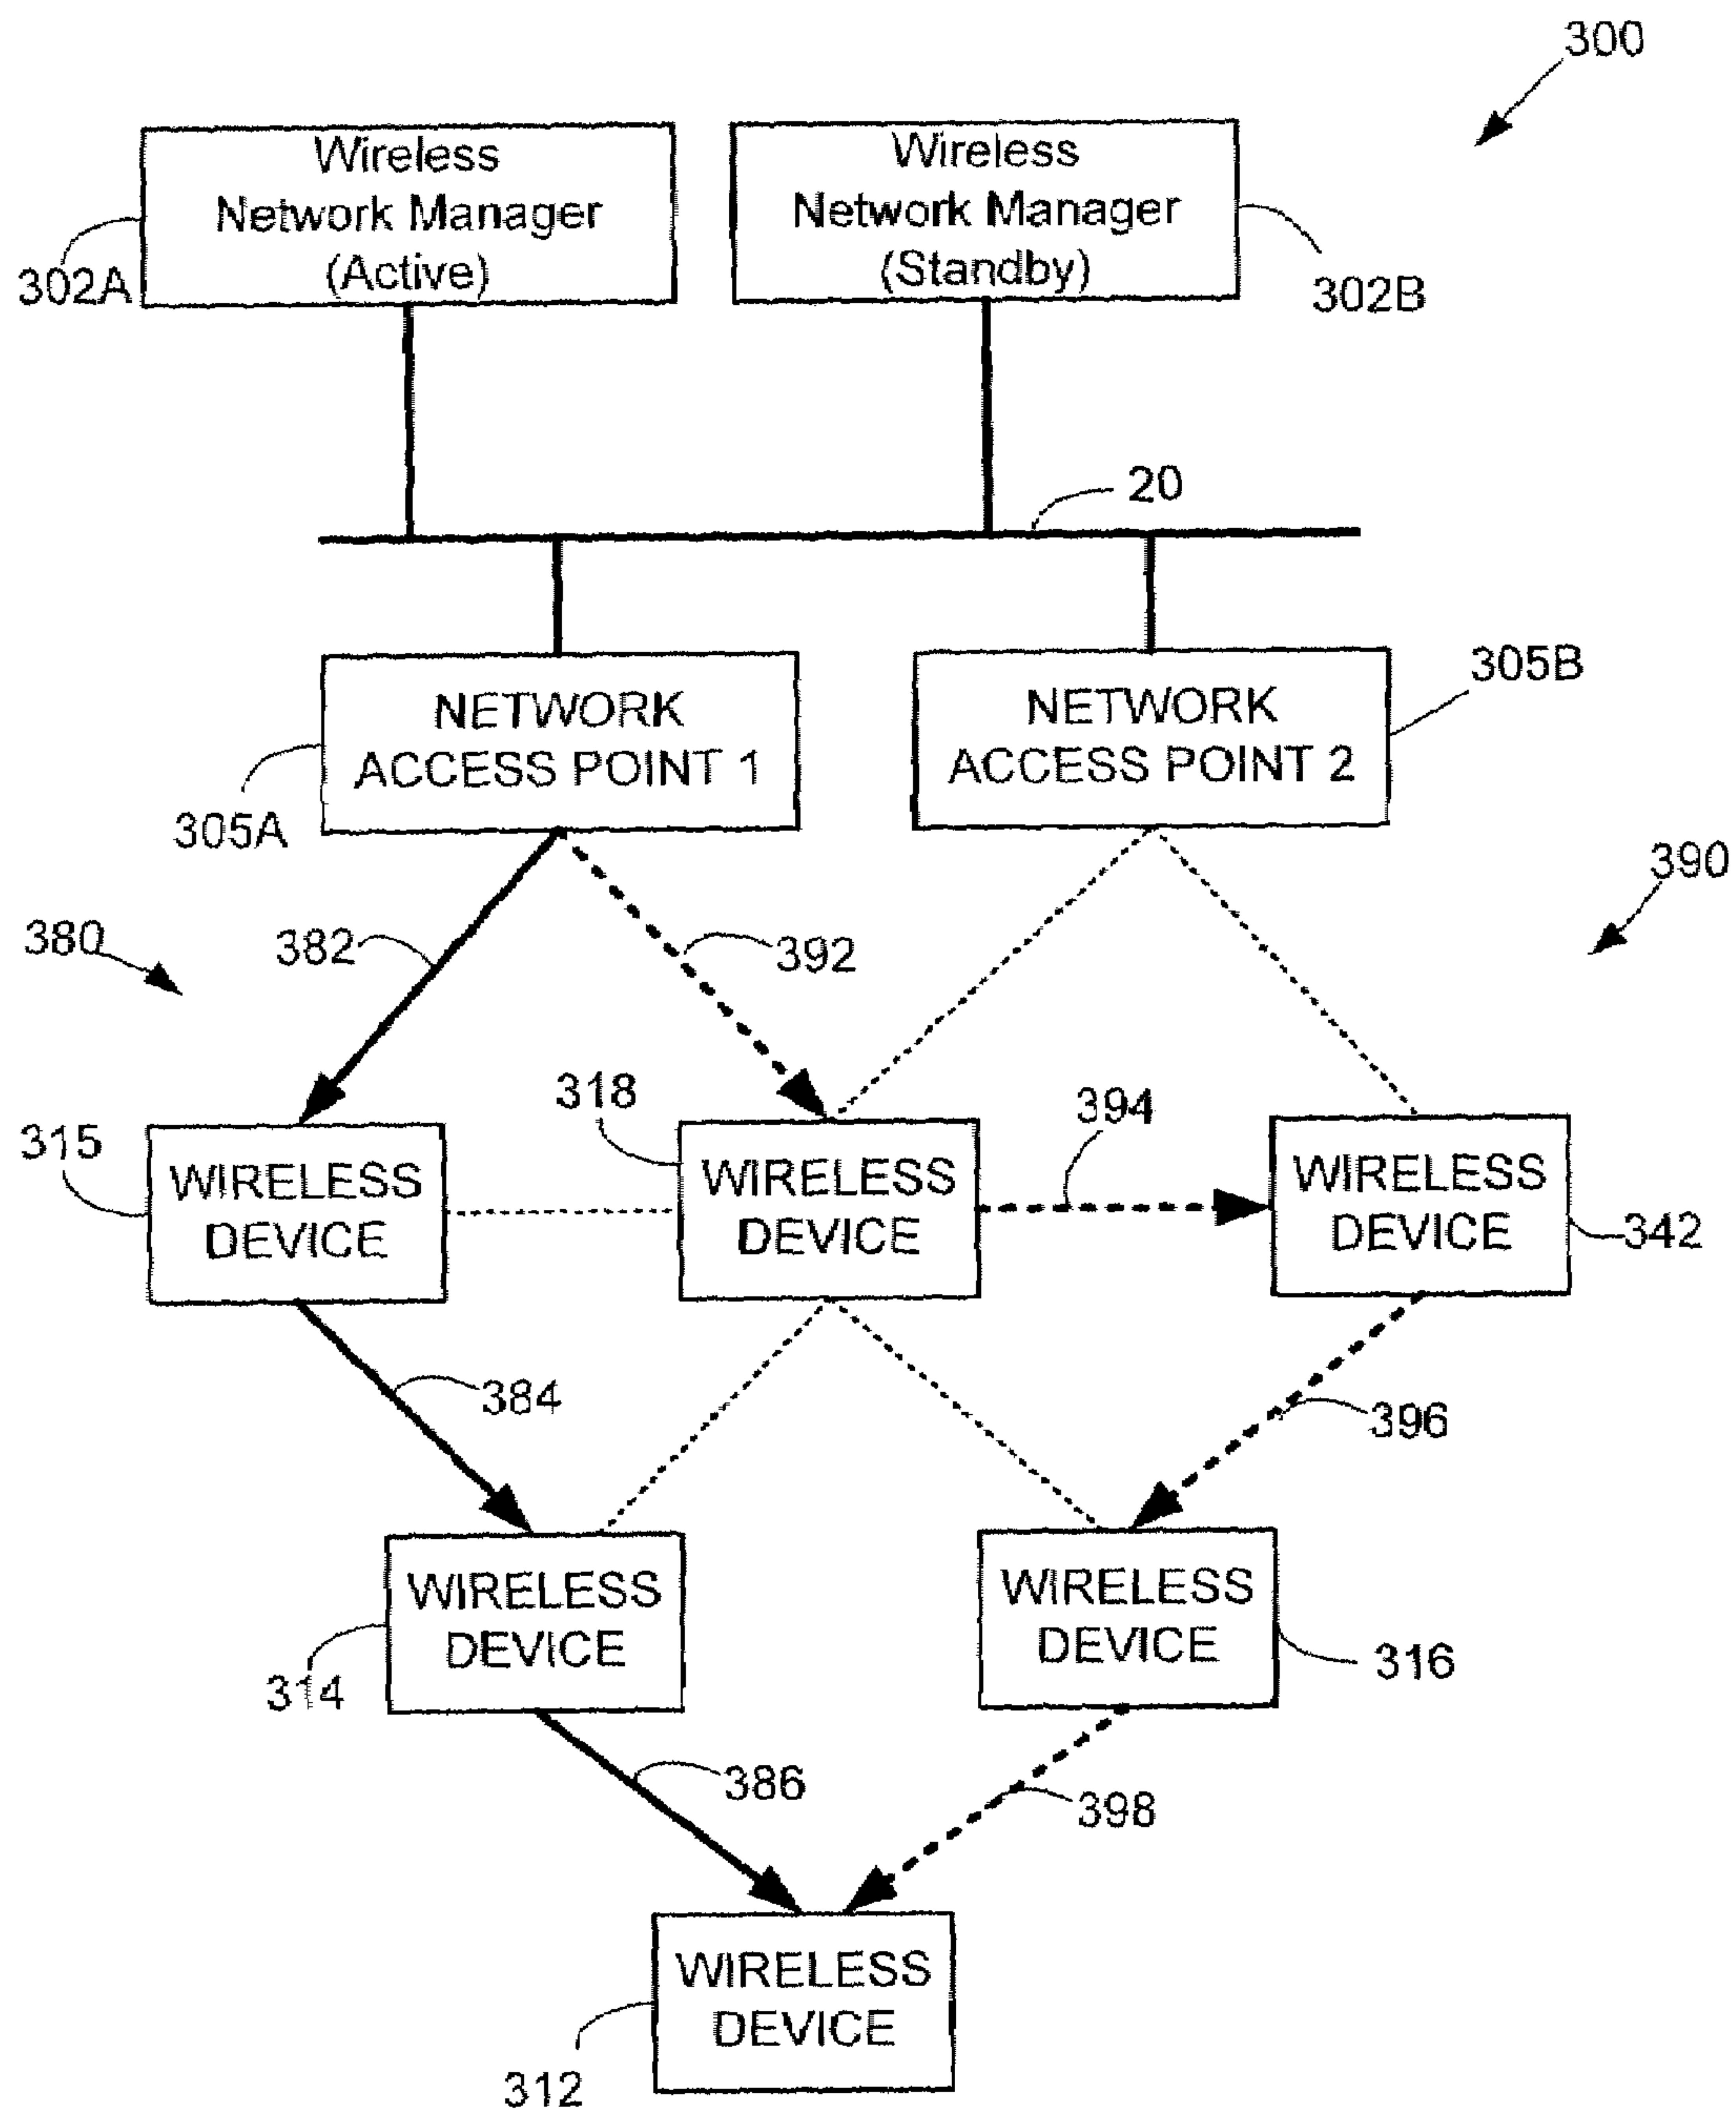 300
Wireless
Network Manager
(Active)
302A
Wireless
Network Manager
(Standby)
302B
20
NETWORK
ACCESS POINT 1
305A
NETWORK
ACCESS POINT 2
305B
390
380
382
392
318
394
315
WIRELESS
DEVICE
WIRELESS
DEVICE
WIRELESS
DEVICE
342
384
396
WIRELESS
DEVICE
314
WIRELESS
DEVICE
316
386
398
WIRELESS
DEVICE
312